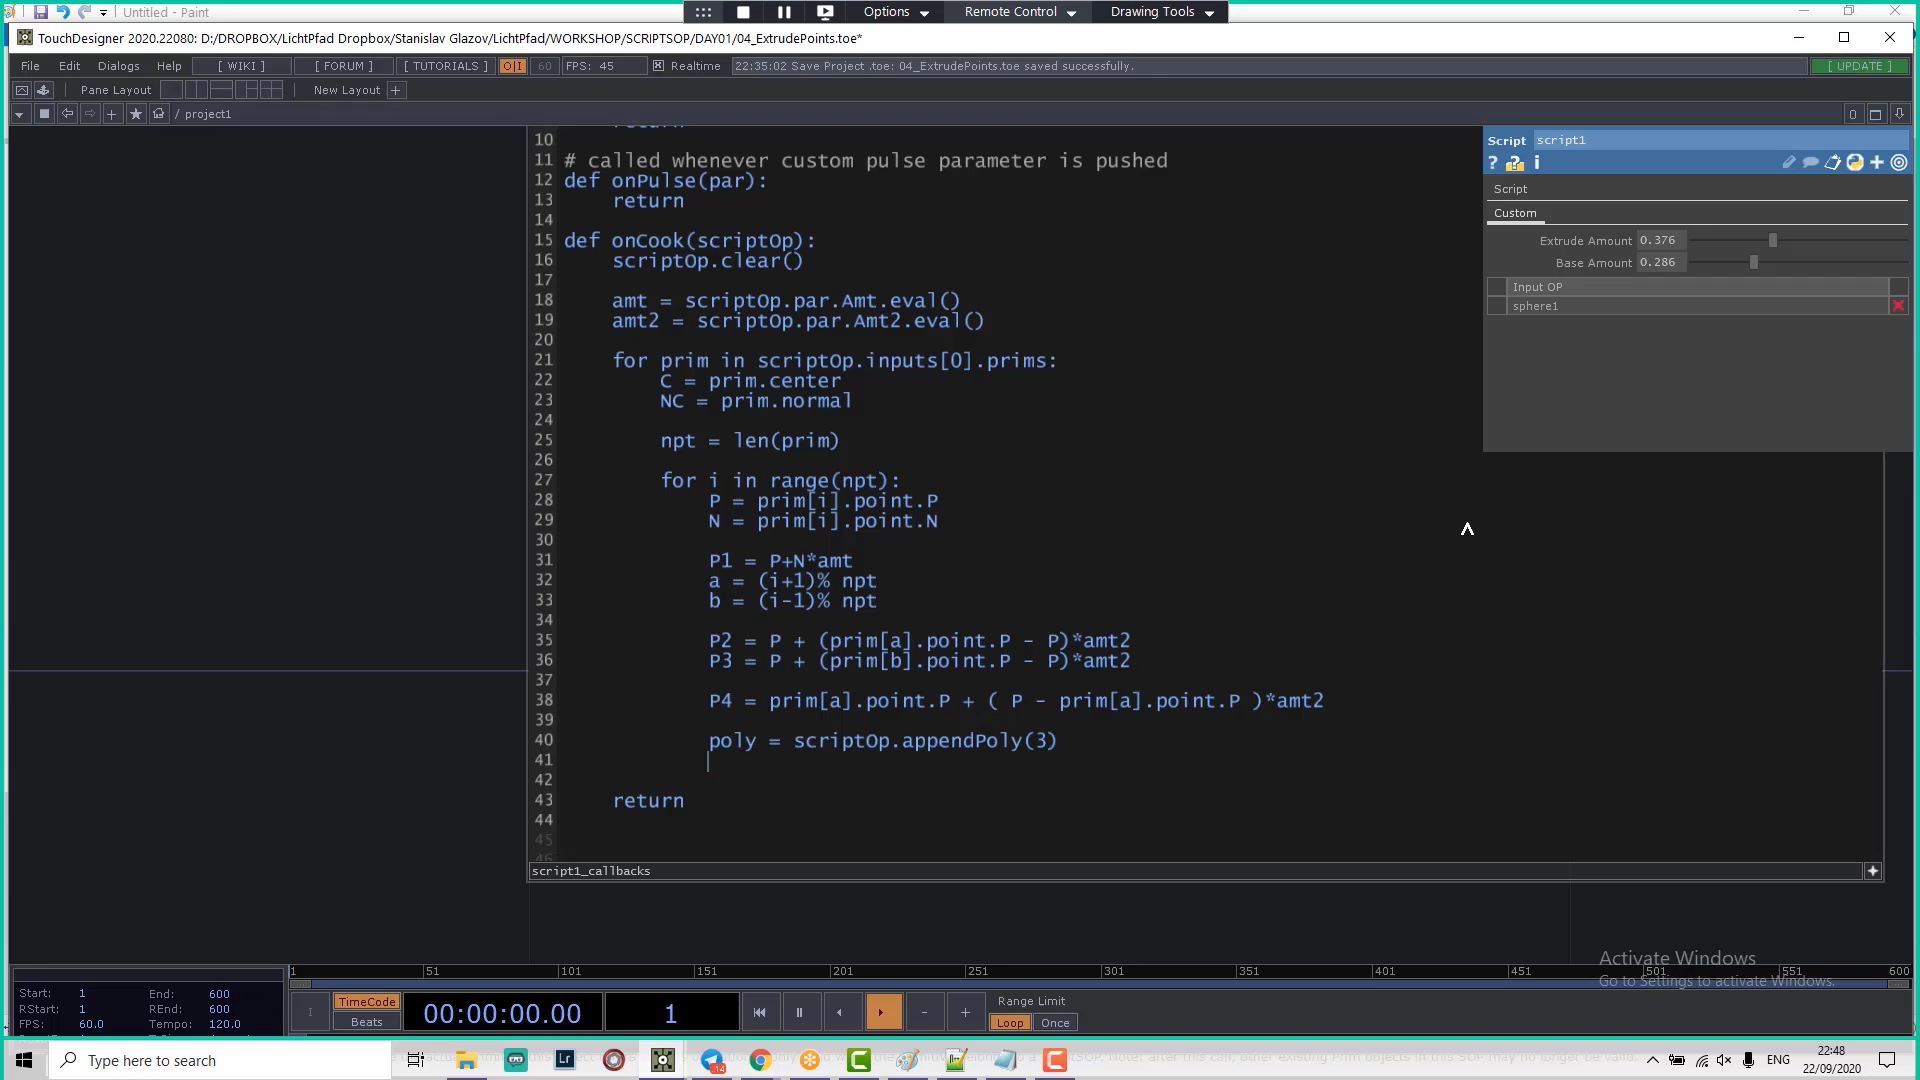 Untitled - Paint
Options
Remote Control
Drawing Tools
TouchDesigner 2020.22080: D:/DROPBOX/LichtPfad Dropbox/Stanislav Glazov/LichtPfad/WORKSHOP/SCRIPTSOP/DAY01/04_ExtrudePoints.toe*
File Edit Dialogs Help [ WIKI ] [ FORUM ] [ TUTORIALS ] O|I 60 FPS: 45 Realtime 22:35:02 Save Project .toe: 04_ExtrudePoints.toe saved successfully. [ UPDATE ]
Pane Layout New Layout +
/ project1
0
10
11 # called whenever custom pulse parameter is pushed
12 def onPulse(par):
13 return
14
15 def onCook(scriptOp):
16 scriptOp.clear()
17
18 amt = scriptOp.par.Amt.eval()
19 amt2 = scriptOp.par.Amt2.eval()
20
21 for prim in scriptOp.inputs[0].prims:
22 C = prim.center
23 NC = prim.normal
24
25 npt = len(prim)
26
27 for i in range(npt):
28 P = prim[i].point.P
29 N = prim[i].point.N
30
31 P1 = P+N*amt
32 a = (i+1)% npt
33 b = (i-1)% npt
34
35 P2 = P + (prim[a].point.P - P)*amt2
36 P3 = P + (prim[b].point.P - P)*amt2
37
38 P4 = prim[a].point.P + ( P - prim[a].point.P )*amt2
39
40 poly = scriptOp.appendPoly(3)
41
42
43 return
44
45
46
script1_callbacks
Script script1
? i
Script
Custom
Extrude Amount 0.376
Base Amount 0.286
Input OP
sphere1
Activate Windows
Go to Settings to activate Windows.
1 51 101 151 201 251 301 351 401 451 501 551 600
Start: 1 End: 600
RStart: 1 REnd: 600
FPS: 60.0 Tempo: 120.0
TimeCode
Beats
00:00:00.00
1
Range Limit
Loop Once
Type here to search
Lr
14
ENG
22:48
22/09/2020